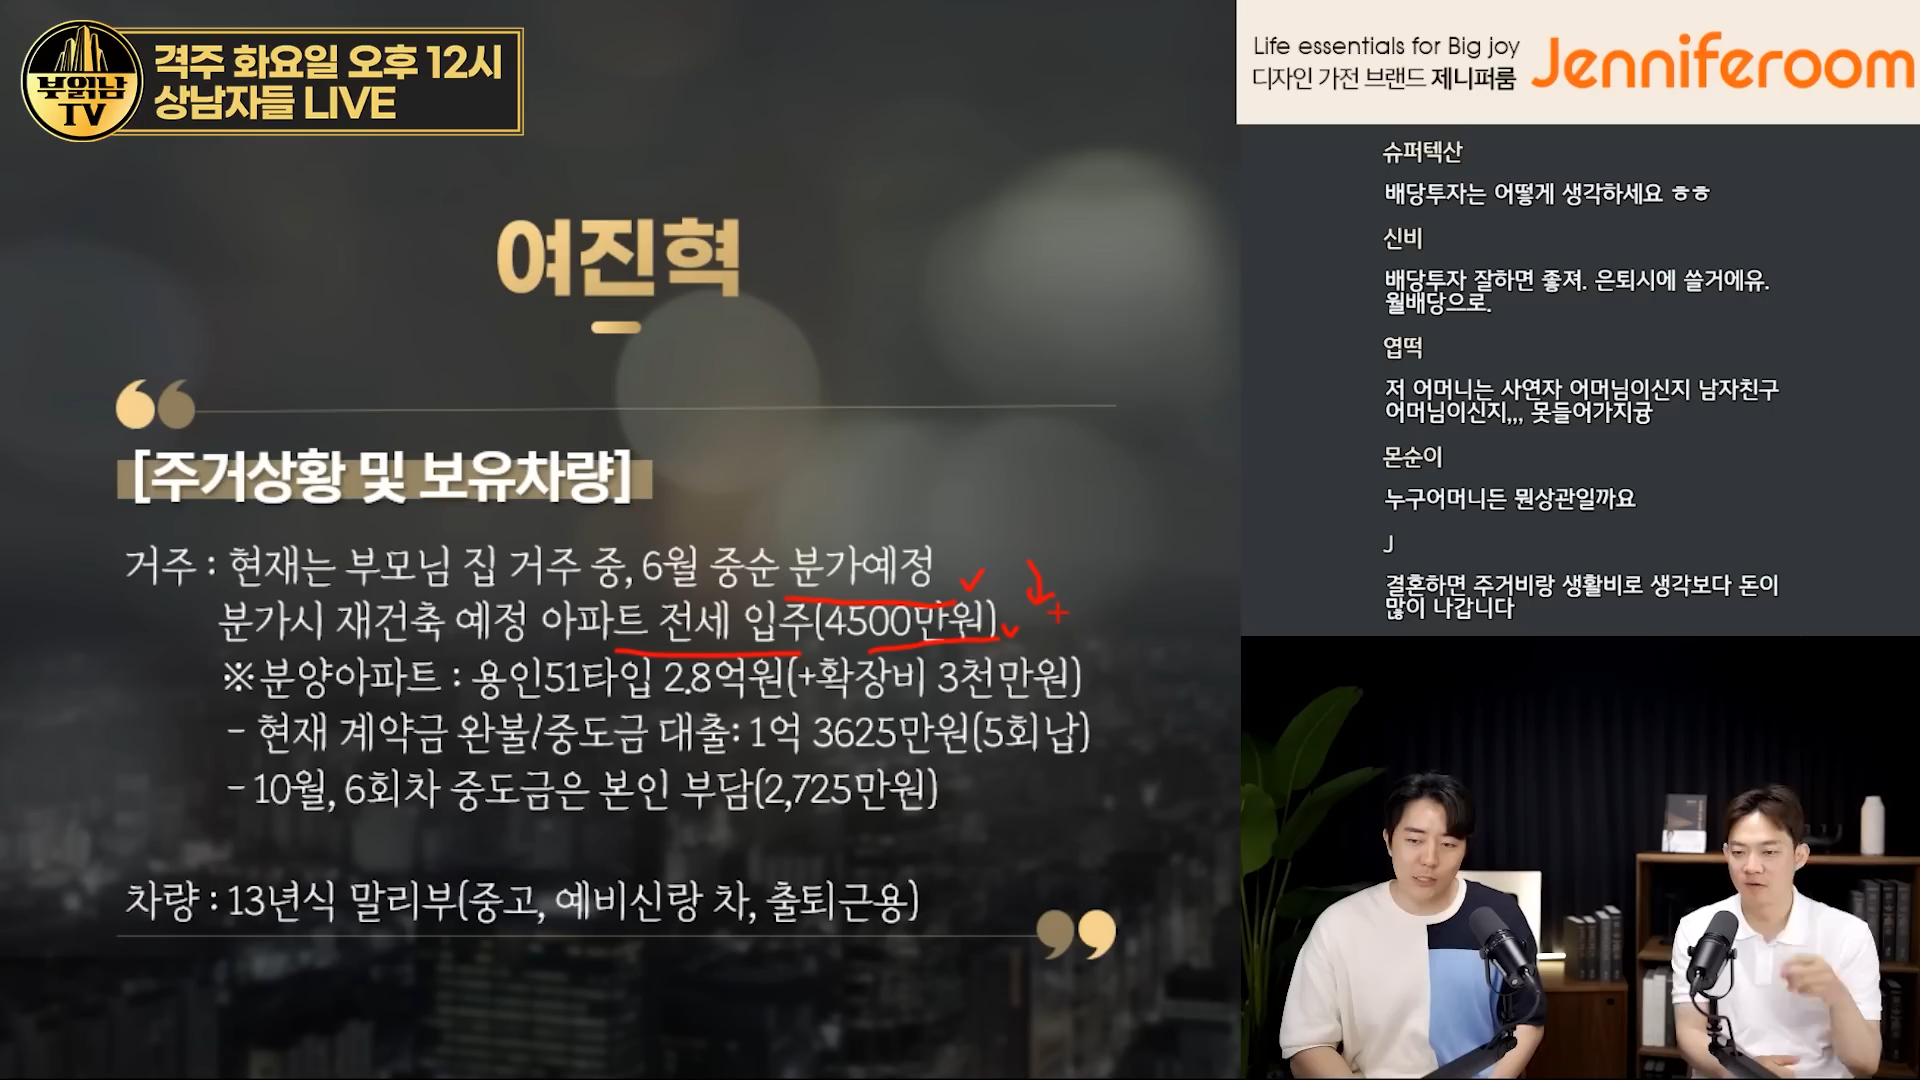 부읽남
TV
격주 화요일 오후 12시
상남자들 LIVE
여진혁
[주거상황 및 보유차량]
거주 : 현재는 부모님 집 거주 중, 6월 중순 분가예정
분가시 재건축 예정 아파트 전세 입주(4500만원)
※분양아파트 : 용인51타입 2.8억원(+확장비 3천만원)
- 현재 계약금 완불/중도금 대출: 1억 3625만원(5회납)
- 10월, 6회차 중도금은 본인 부담(2,725만원)
차량 : 13년식 말리부(중고, 예비신랑 차, 출퇴근용)
Life essentials for Big joy
디자인 가전 브랜드 제니퍼룸
Jenniferoom
슈퍼텍산
배당투자는 어떻게 생각하세요 ㅎㅎ
신비
배당투자 잘하면 좋져. 은퇴시에 쓸거에유.
월배당으로.
엽떡
저 어머니는 사연자 어머님이신지 남자친구
어머님이신지,,, 못들어가지귱
몬순이
누구어머니든 뭔상관일까요
J
결혼하면 주거비랑 생활비로 생각보다 돈이
많이 나갑니다